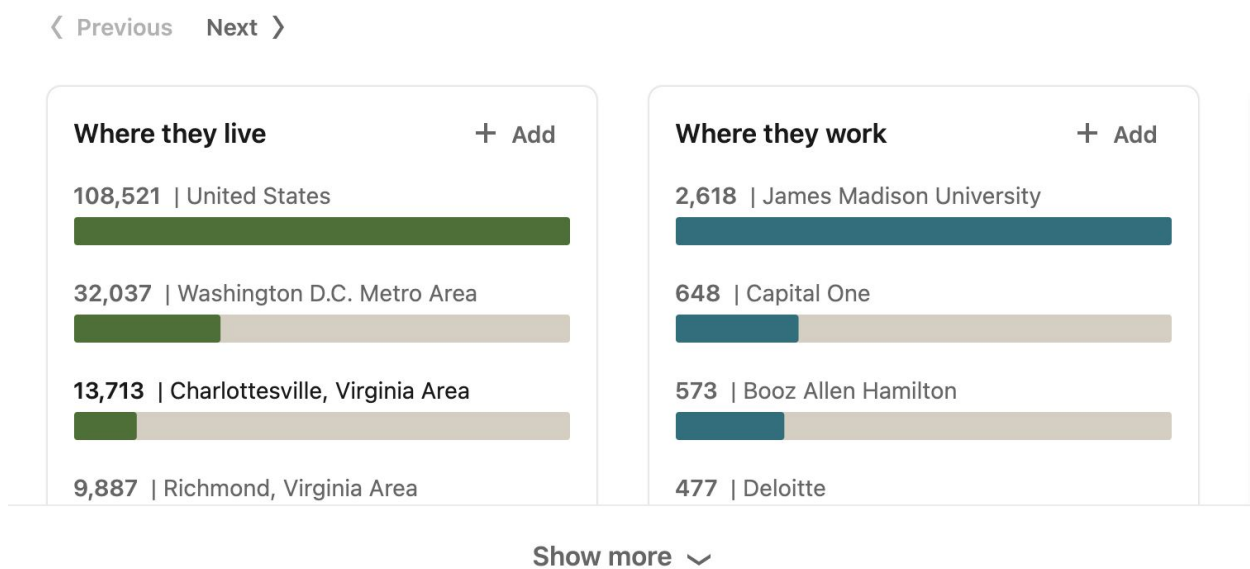 Previous Next
Where they live + Add
108,521 | United States
32,037 | Washington D.C. Metro Area
13,713 | Charlottesville, Virginia Area
9,887 | Richmond, Virginia Area
Where they work + Add
2,618 | James Madison University
648 | Capital One
573 | Booz Allen Hamilton
477 | Deloitte
Show more